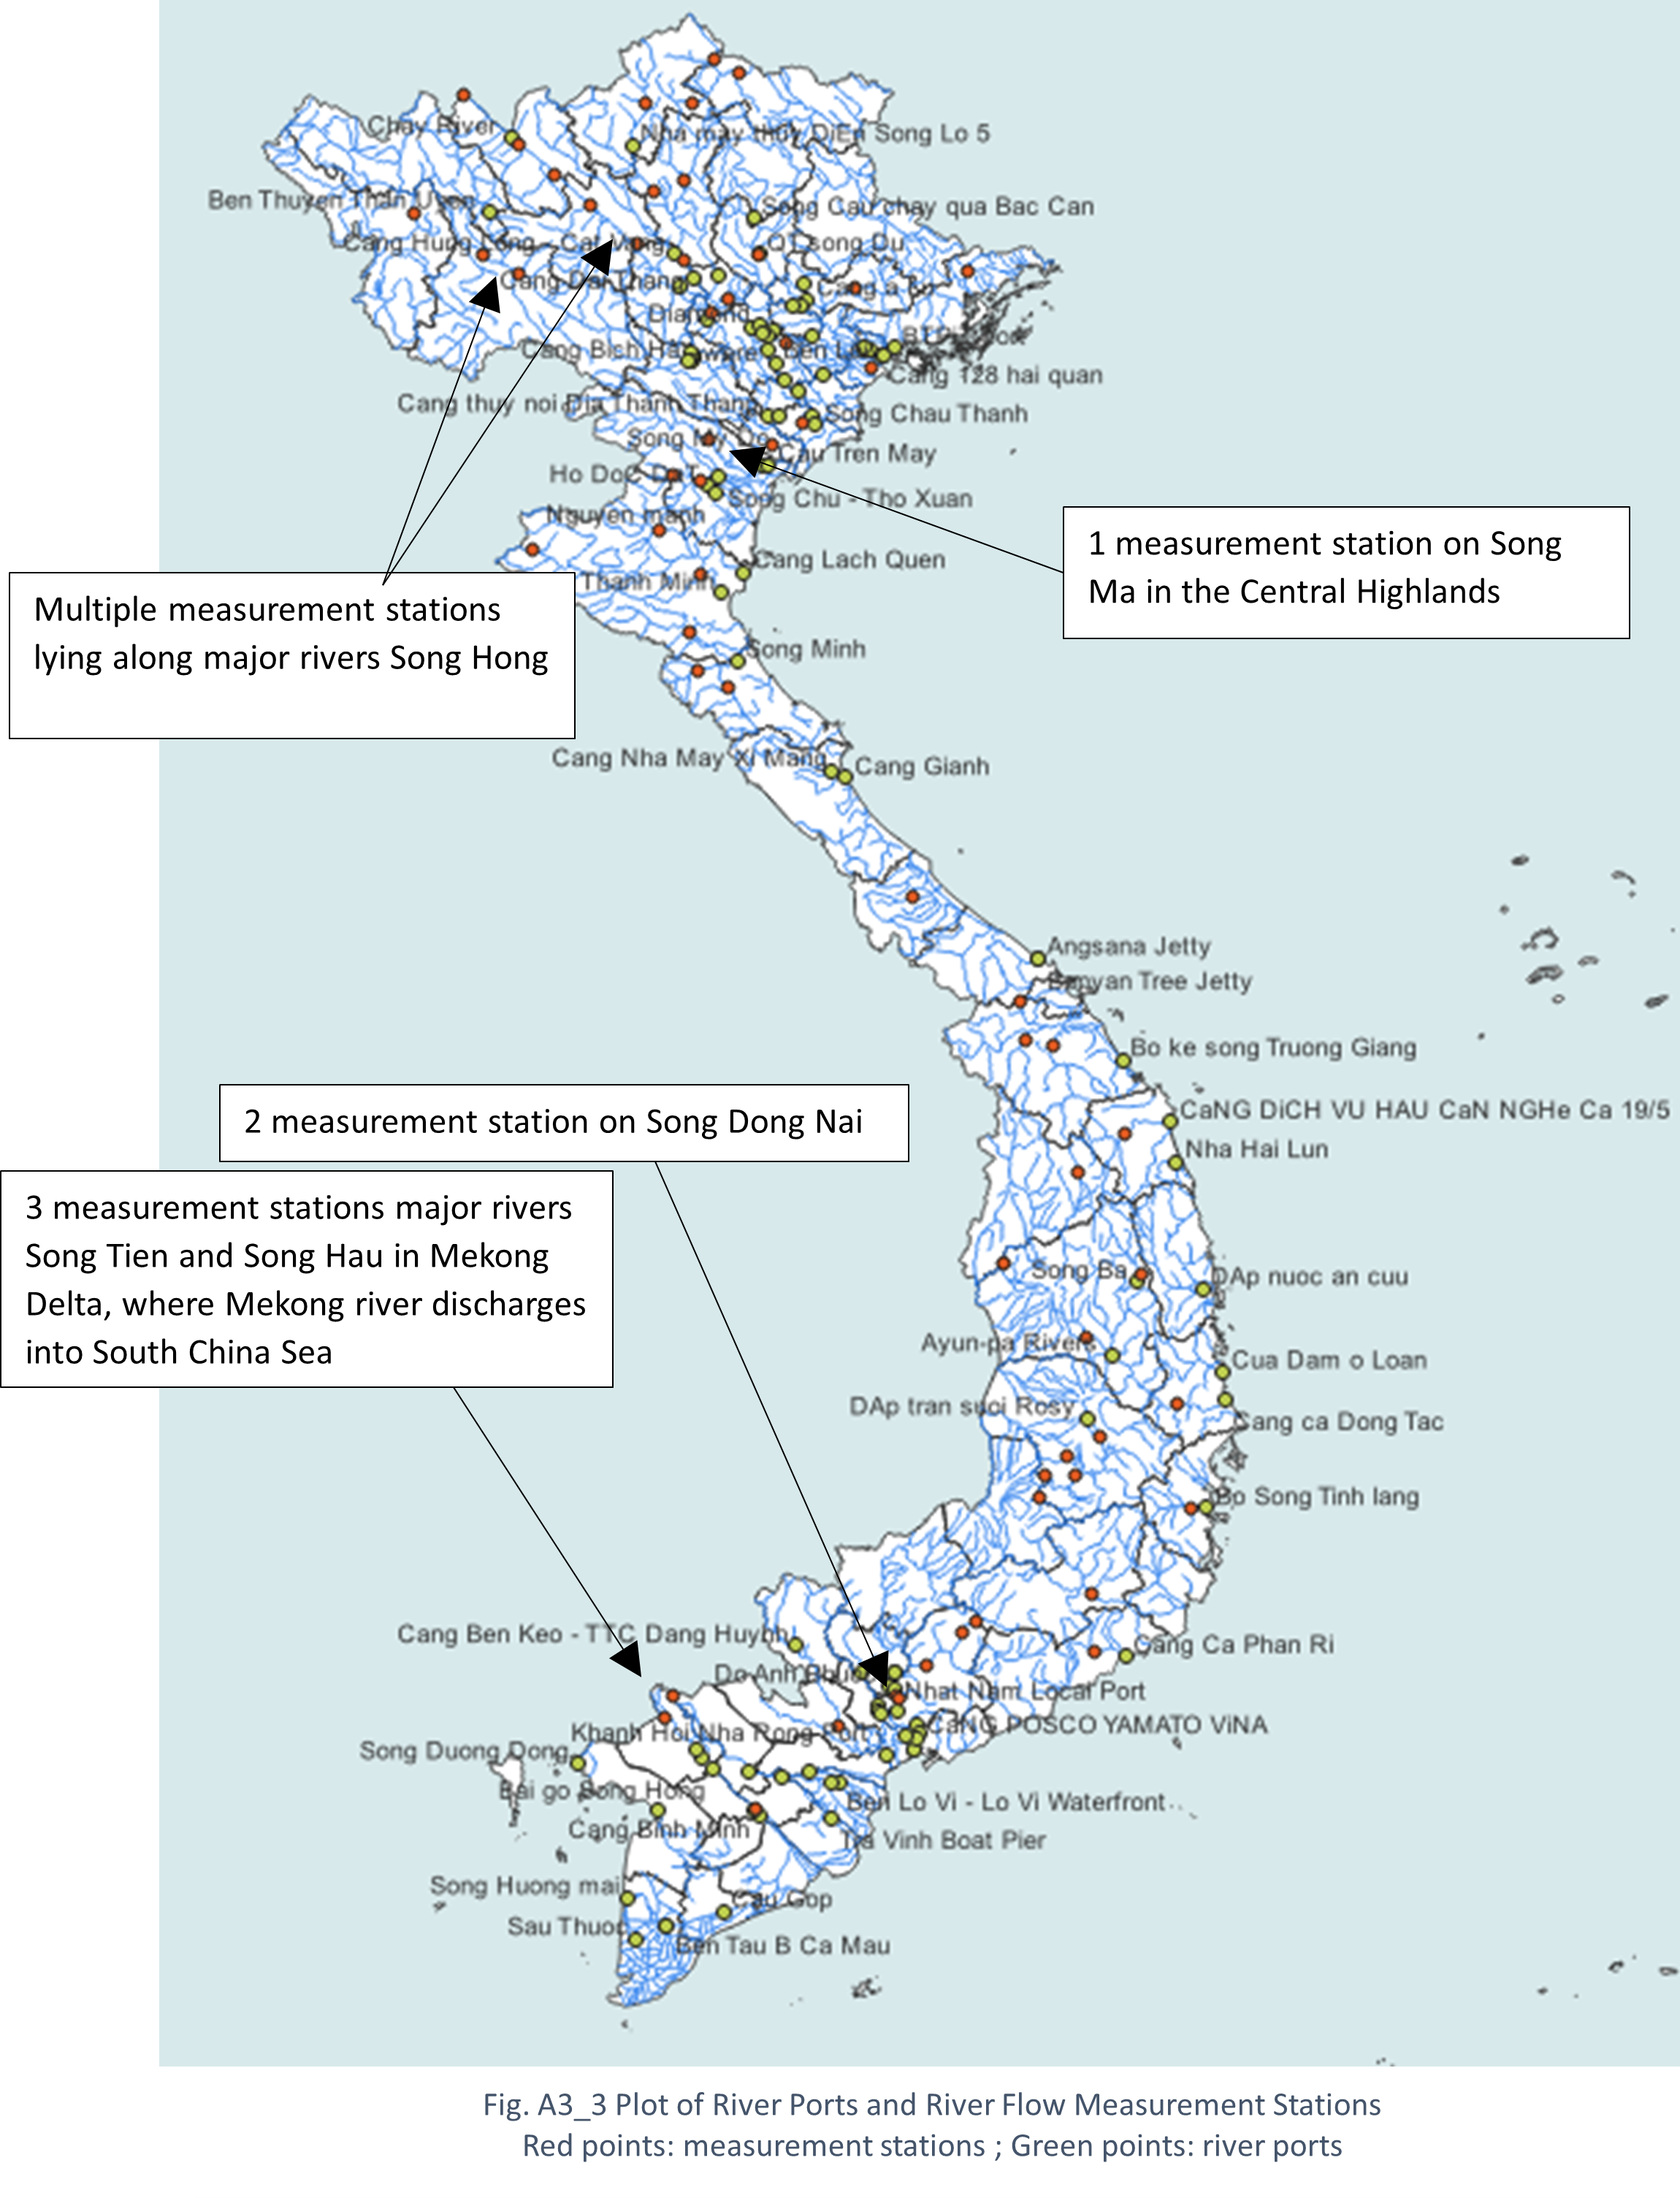 Chay River
Nha may thuy DiEn Song Lo 5
Ben Thuyen Than Uyen
Song Cau chay qua Bac Can
Cang Hung Long - Cat Vang
QT song Du
Cang Dai Thang
Cang a
Diamond
Cang Bich Ha
Ben
Cang 128 hai quan
Cang thuy noi Dia Thanh Thang
Song Chau Thanh
Song My Do
Cau Tren May
Ho DoC DaT
Song Chu - Tho Xuan
Nguyen manh
1 measurement station on Song
Ma in the Central Highlands
Cang Lach Quen
Thanh Minh
Multiple measurement stations
lying along major rivers Song Hong
Song Minh
Cang Nha May Xi Mang
Cang Gianh
Angsana Jetty
Banyan Tree Jetty
Bo ke song Truong Giang
2 measurement station on Song Dong Nai
CaNG DiCH VU HAU CaN NGHe Ca 19/5
Nha Hai Lun
3 measurement stations major rivers
Song Tien and Song Hau in Mekong
Delta, where Mekong river discharges
into South China Sea
Song Ba
DAp nuoc an cuu
Ayun-pa Rivers
Cua Dam o Loan
DAp tran suoi Rosy
Cang ca Dong Tac
Bo Song Tinh lang
Cang Ben Keo - TTC Dang Huynh
Cang Ca Phan Ri
Do Anh
Nhat Nam Local Port
Khanh Hoi Nha Rong Port
CaNG POSCO YAMATO ViNA
Song Duong Dong
Bai go Song Hong
Ben Lo Vi - Lo Vi Waterfront
Cang Binh Minh
Tra Vinh Boat Pier
Song Huong mai
Cau Gop
Sau Thuoc
Ben Tau B Ca Mau
Fig. A3_3 Plot of River Ports and River Flow Measurement Stations
Red points: measurement stations ; Green points: river ports